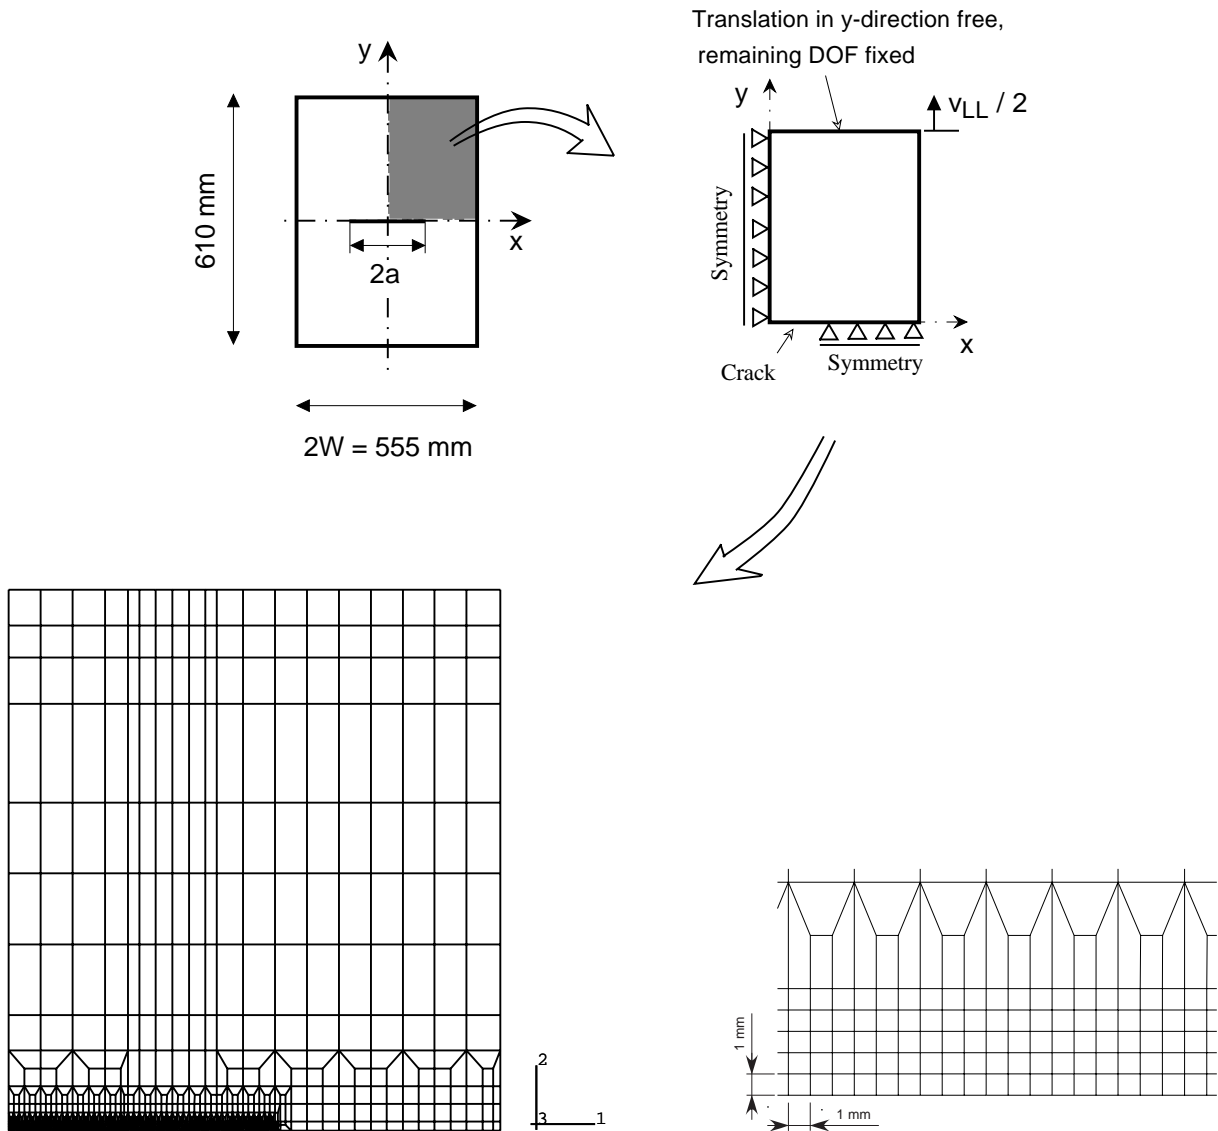 Translation in y-direction free,
remaining DOF fixed
y
y
v_LL / 2
610 mm
Symmetry
x
2a
x
Crack
Symmetry
2W = 555 mm
1 mm
2
3
1
1 mm